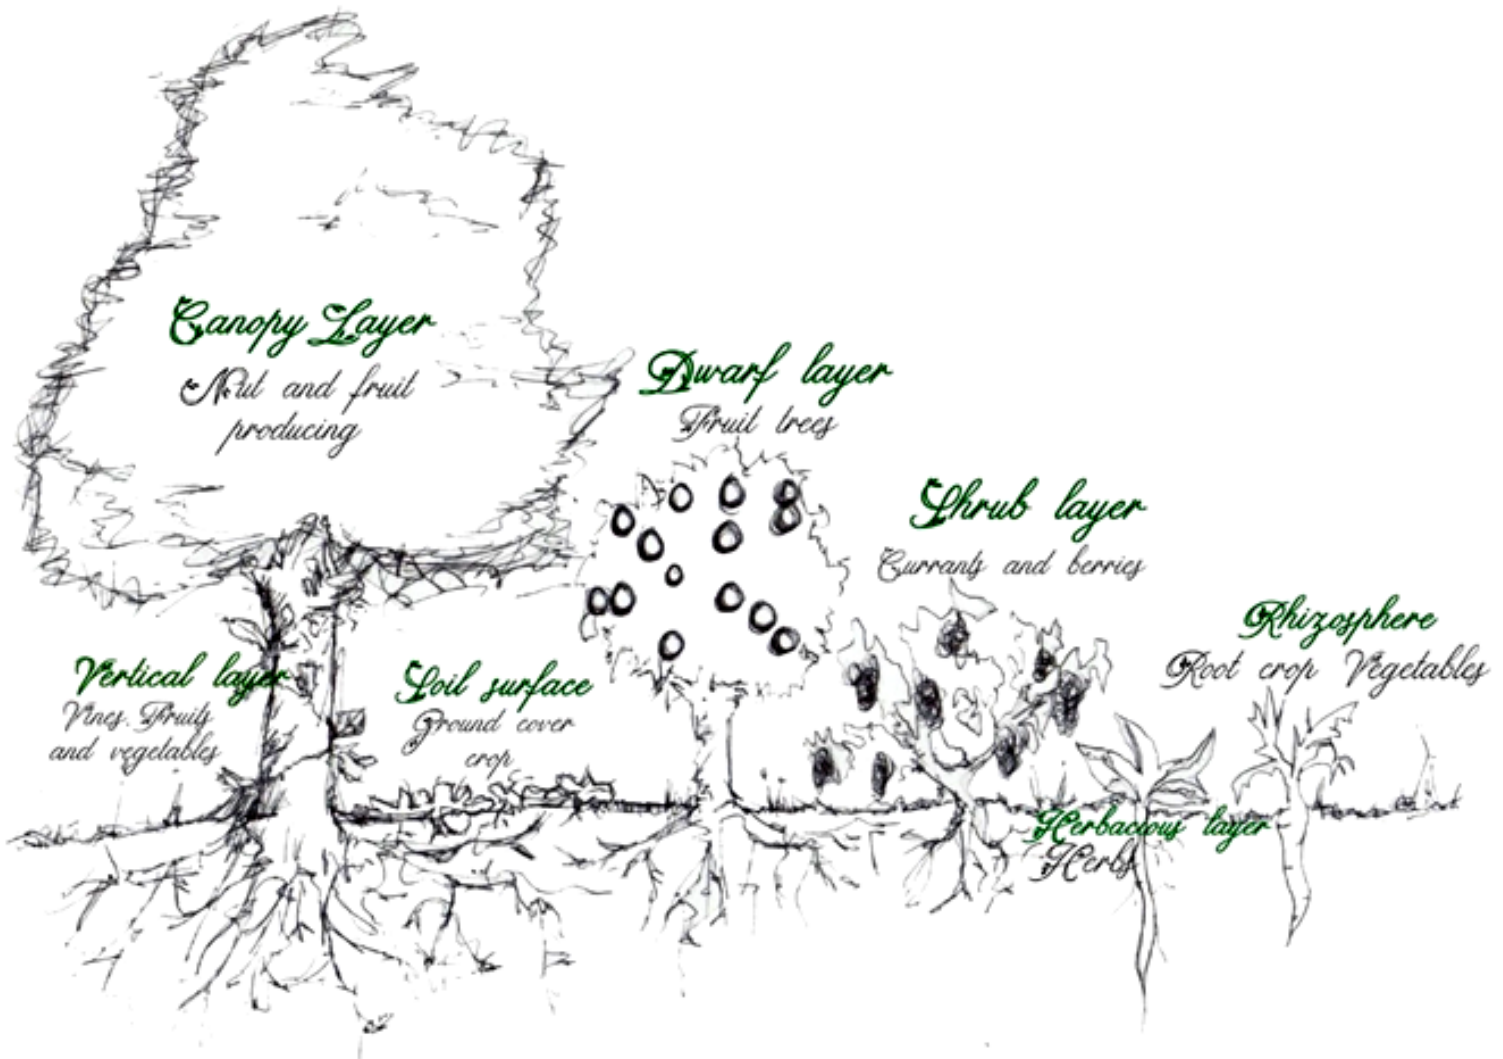 Canopy Layer
Nut and fruit
producing
Dwarf layer
Fruit trees
Shrub layer
Currants and berries
Rhizosphere
Root crop Vegetables
Vertical layer
Vines. Fruits
and vegetables
Soil surface
Ground cover
crop
Herbacious layer
Herbs